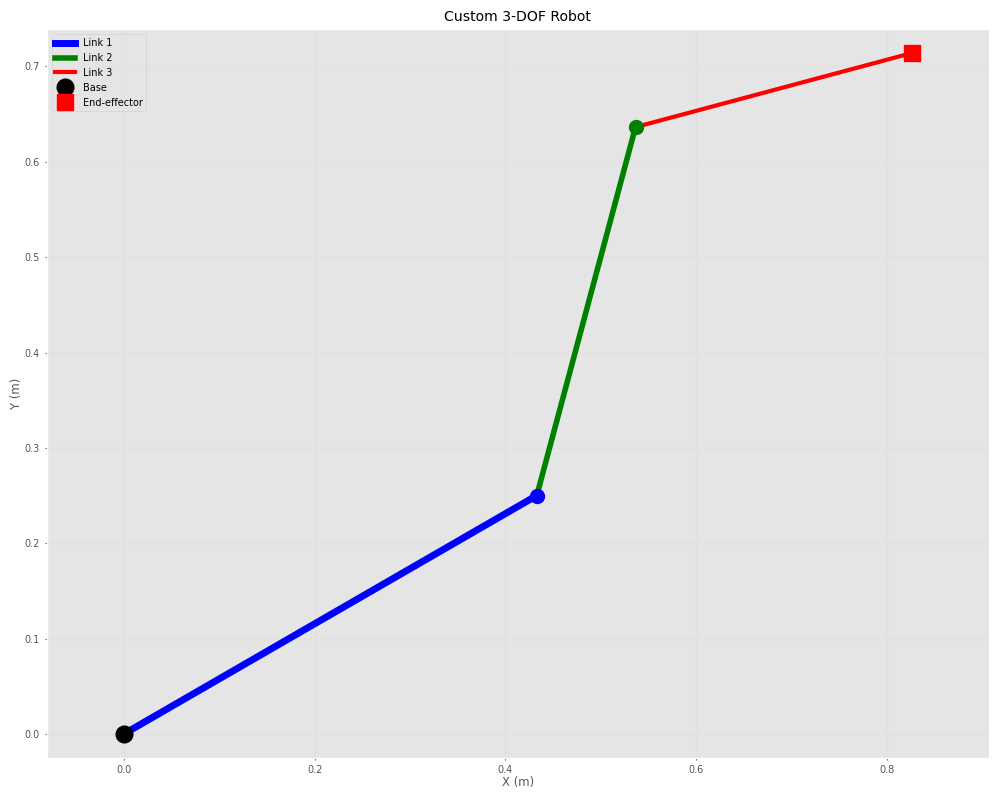 Custom 3-DOF Robot
Link 1
Link 2
Link 3
Base
End-effector
0.7
0.6
0.5
0.4
0.3
0.2
0.1
0.0
Y (m)
0.0 0.2 0.4 0.6 0.8
X (m)